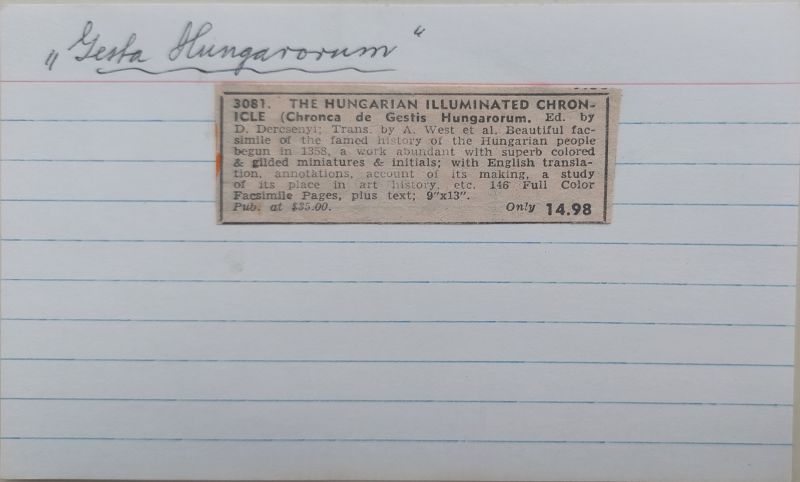 „Gesta Hungarorum“
3081. THE HUNGARIAN ILLUMINATED CHRON-
ICLE (Chronca de Gestis Hungarorum. Ed. by
D. Dercsenyi; Trans. by A. West et al. Beautiful fac-
simile of the famed history of the Hungarian people
begun in 1358, a work abundant with superb colored
& gilded miniatures & initials; with English transla-
tion, annotations, account of its making, a study
of its place in art history, etc. 146 Full Color
Facsimile Pages, plus text; 9"x13".
Pub. at $35.00. Only 14.98